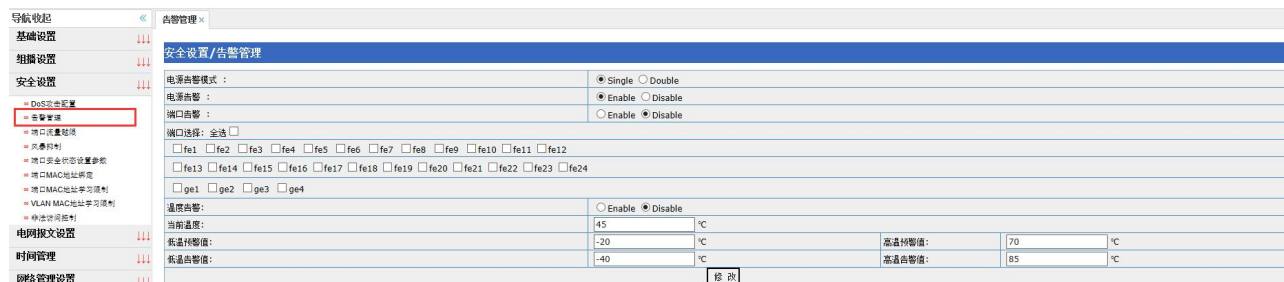 导航收起 «
告警管理×
基础设置 ↓↓↓
组播设置 ↓↓↓
安全设置 ↓↓↓
DoS攻击配置
告警管理
端口流量越限
风暴抑制
端口安全状态设置参数
端口MAC地址绑定
端口MAC地址学习限制
VLAN MAC地址学习限制
非法访问控制
电网报文设置 ↓↓↓
时间管理 ↓↓↓
网络管理设置 ↓↓↓
安全设置/告警管理
电源告警模式 : Single Double
电源告警 : Enable Disable
端口告警 : Enable Disable
端口选择: 全选
fe1 fe2 fe3 fe4 fe5 fe6 fe7 fe8 fe9 fe10 fe11 fe12
fe13 fe14 fe15 fe16 fe17 fe18 fe19 fe20 fe21 fe22 fe23 fe24
ge1 ge2 ge3 ge4
温度告警: Enable Disable
当前温度: 45 ℃
低温预警值: -20 ℃ 高温预警值: 70 ℃
低温告警值: -40 ℃ 高温告警值: 85 ℃
修 改